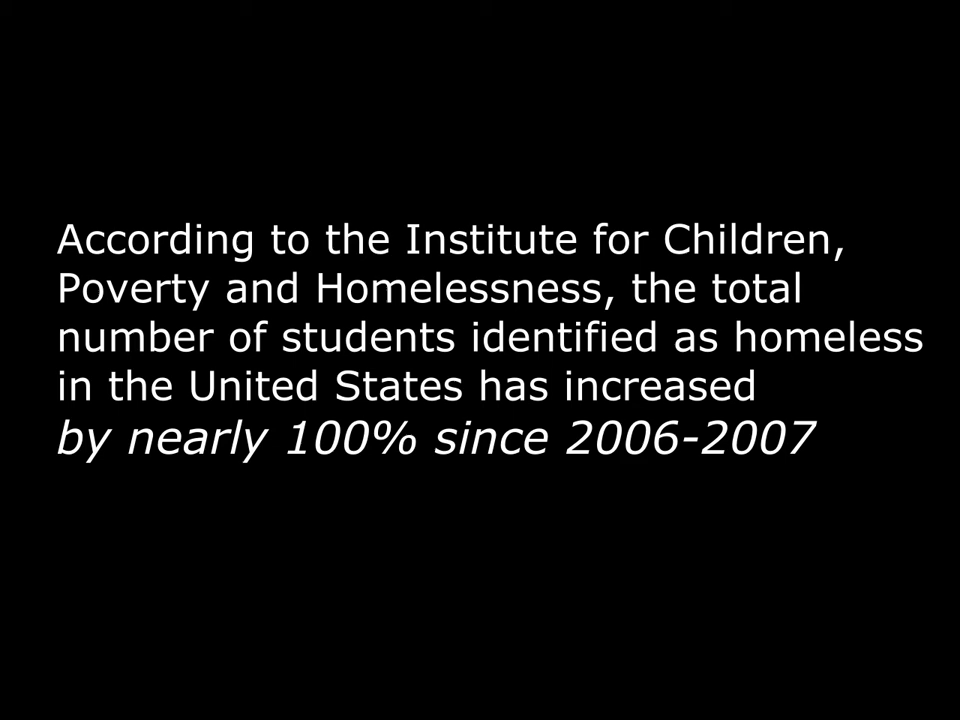 According to the Institute for Children,
Poverty and Homelessness, the total
number of students identified as homeless
in the United States has increased
by nearly 100% since 2006-2007